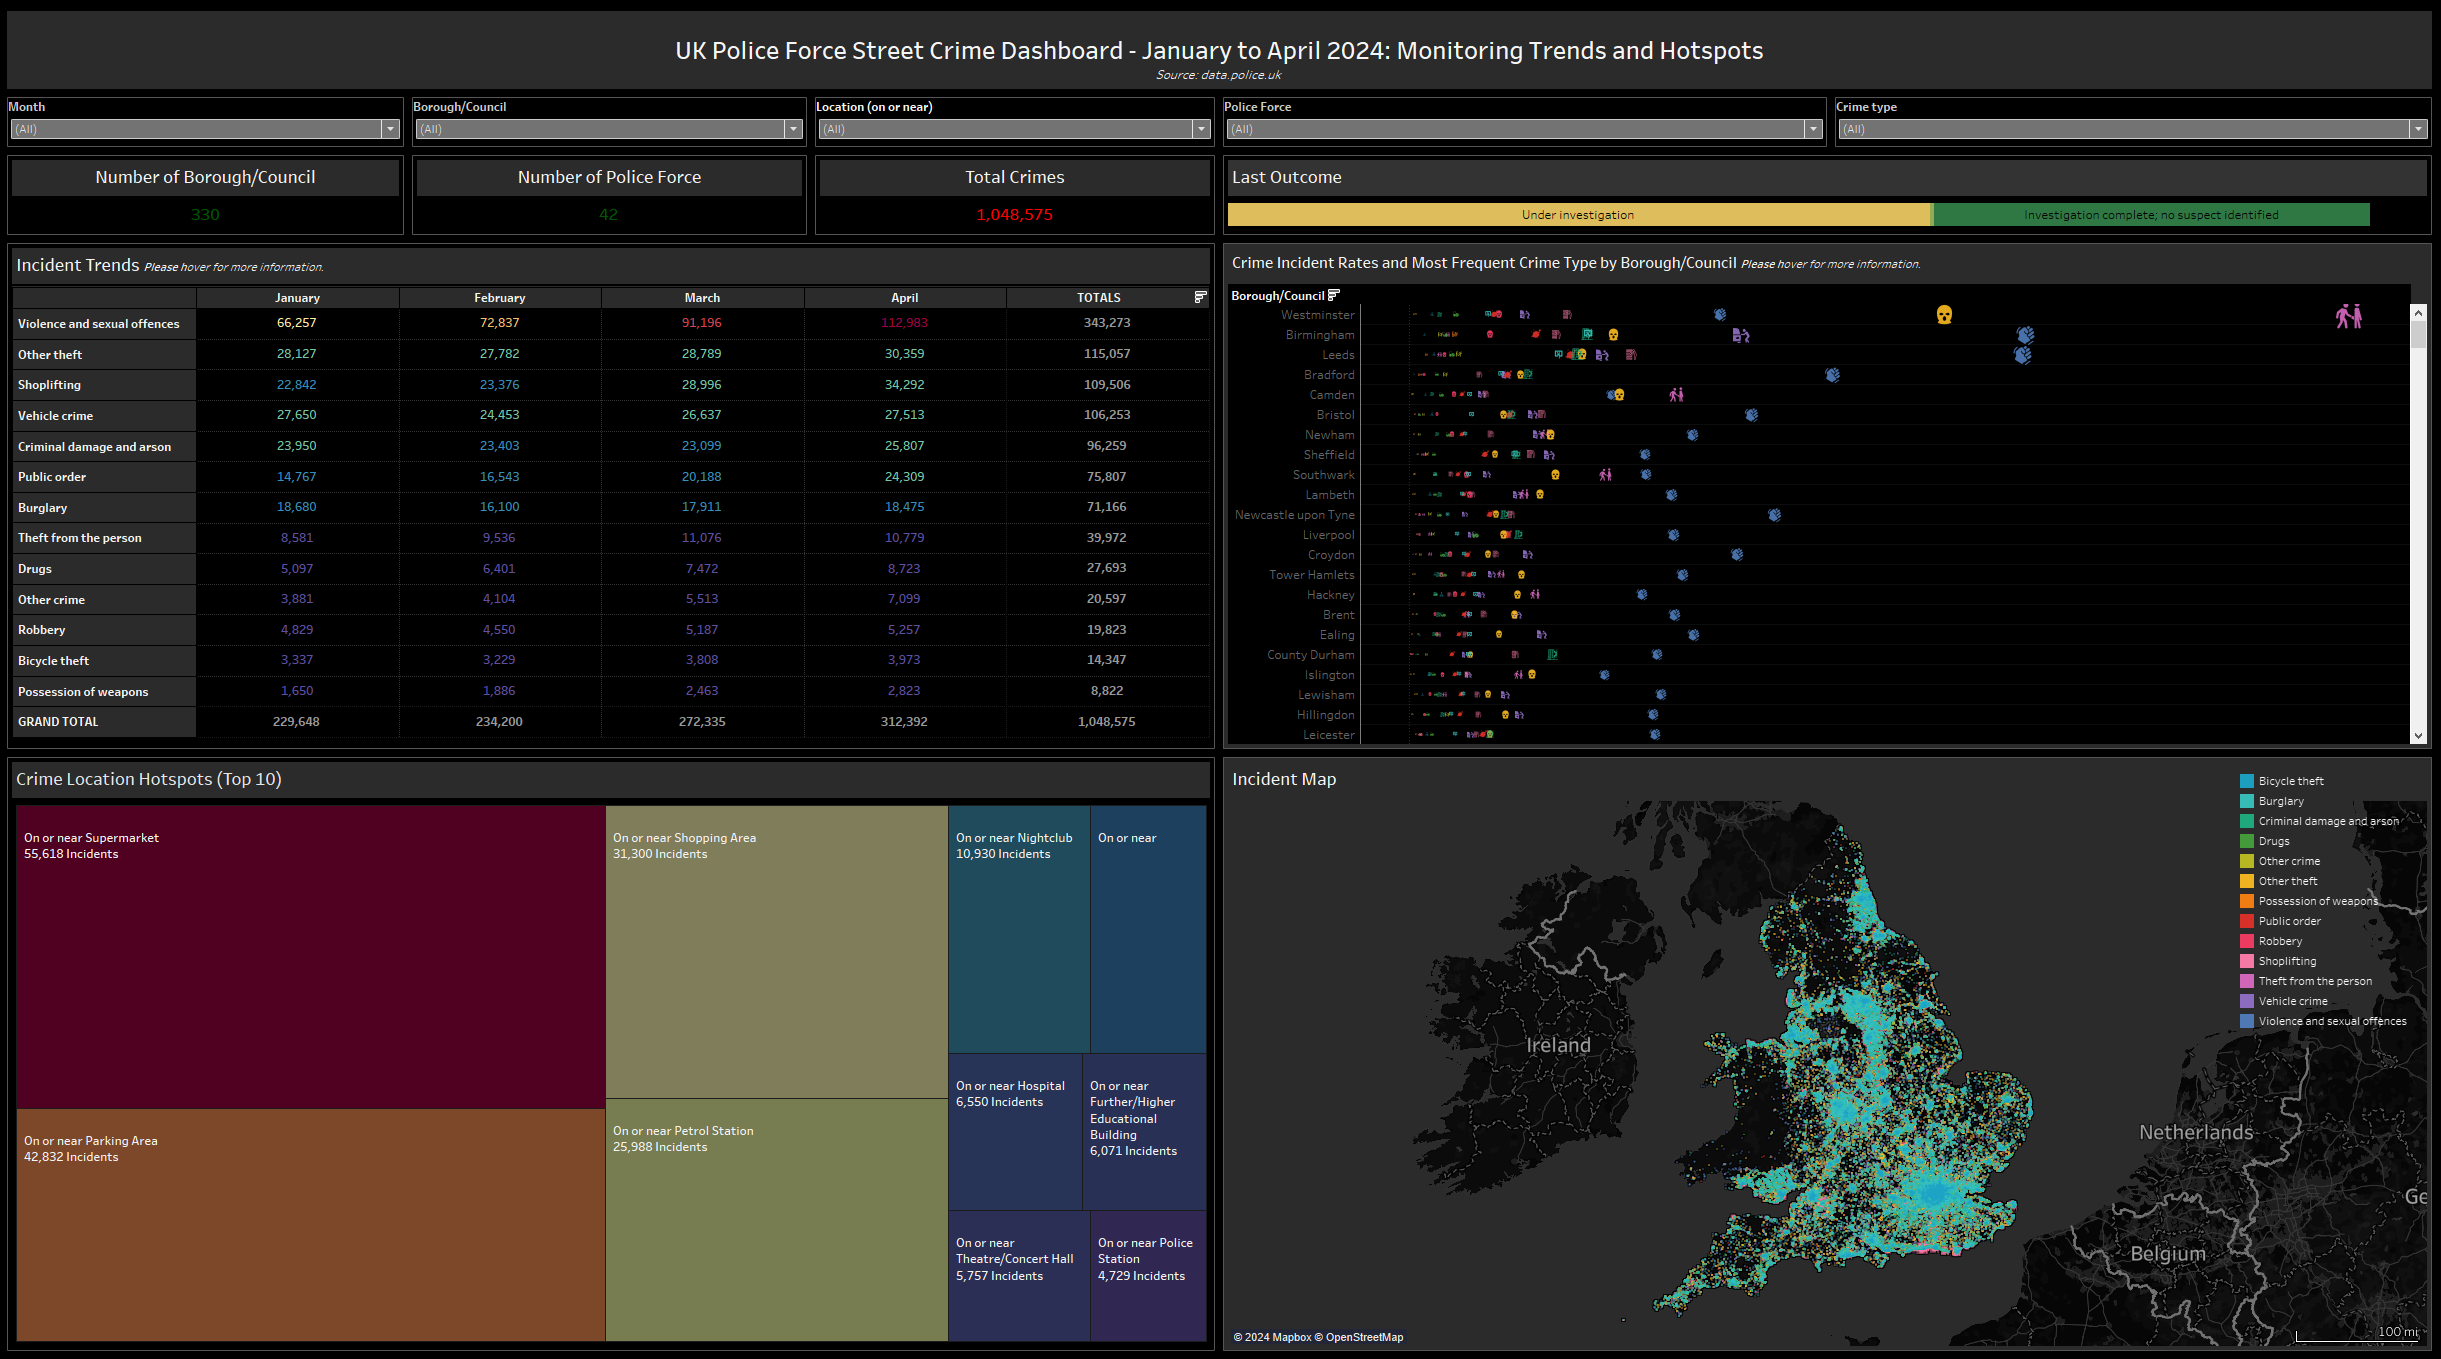 UK Police Force Street Crime Dashboard - January to April 2024: Monitoring Trends and Hotspots
Source: data.police.uk
Month
(All)
Borough/Council
(All)
Location (on or near)
(All)
Police Force
(All)
Crime type
(All)
Number of Borough/Council
330
Number of Police Force
42
Total Crimes
1,048,575
Last Outcome
Under investigation
Investigation complete; no suspect identified
Incident Trends Please hover for more information.
January February March April TOTALS
Violence and sexual offences 66,257 72,837 91,196 112,983 343,273
Other theft 28,127 27,782 28,789 30,359 115,057
Shoplifting 22,842 23,376 28,996 34,292 109,506
Vehicle crime 27,650 24,453 26,637 27,513 106,253
Criminal damage and arson 23,950 23,403 23,099 25,807 96,259
Public order 14,767 16,543 20,188 24,309 75,807
Burglary 18,680 16,100 17,911 18,475 71,166
Theft from the person 8,581 9,536 11,076 10,779 39,972
Drugs 5,097 6,401 7,472 8,723 27,693
Other crime 3,881 4,104 5,513 7,099 20,597
Robbery 4,829 4,550 5,187 5,257 19,823
Bicycle theft 3,337 3,229 3,808 3,973 14,347
Possession of weapons 1,650 1,886 2,463 2,823 8,822
GRAND TOTAL 229,648 234,200 272,335 312,392 1,048,575
Crime Incident Rates and Most Frequent Crime Type by Borough/Council Please hover for more information.
Borough/Council
Westminster
Birmingham
Leeds
Bradford
Camden
Bristol
Newham
Sheffield
Southwark
Lambeth
Newcastle upon Tyne
Liverpool
Croydon
Tower Hamlets
Hackney
Brent
Ealing
County Durham
Islington
Lewisham
Hillingdon
Leicester
Crime Location Hotspots (Top 10)
On or near Supermarket
55,618 Incidents
On or near Parking Area
42,832 Incidents
On or near Shopping Area
31,300 Incidents
On or near Petrol Station
25,988 Incidents
On or near Nightclub
10,930 Incidents
On or near
On or near Hospital
6,550 Incidents
On or near
Further/Higher
Educational
Building
6,071 Incidents
On or near
Theatre/Concert Hall
5,757 Incidents
On or near Police
Station
4,729 Incidents
Incident Map
Bicycle theft
Burglary
Criminal damage and arson
Drugs
Other crime
Other theft
Possession of weapons
Public order
Robbery
Shoplifting
Theft from the person
Vehicle crime
Violence and sexual offences
Ireland
Netherlands
Ge
Belgium
© 2024 Mapbox © OpenStreetMap
100 mi